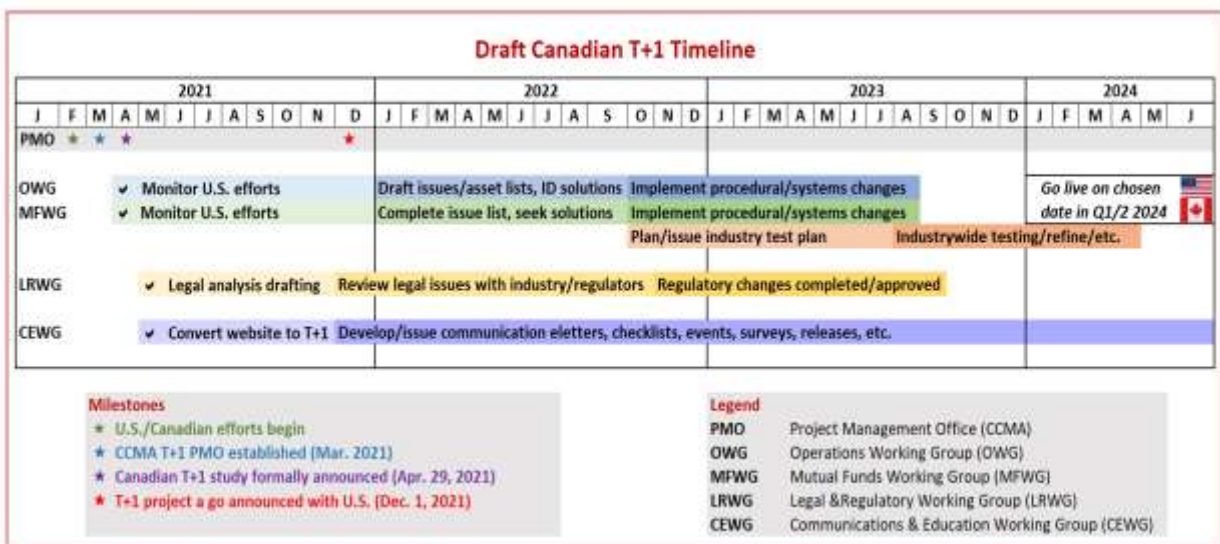 Draft Canadian T+1 Timeline
2021 2022 2023 2024
J F M A M J J A S O N D J F M A M J J A S O N D J F M A M J J A S O N D J F M A M J
PMO
OWG Monitor U.S. efforts Draft issues/asset lists, ID solutions Implement procedural/systems changes Go live on chosen
MFWG Monitor U.S. efforts Complete issue list, seek solutions Implement procedural/systems changes date in Q1/2 2024
Plan/issue industry test plan Industrywide testing/refine/etc.
LRWG Legal analysis drafting Review legal issues with industry/regulators Regulatory changes completed/approved
CEWG Convert website to T+1 Develop/issue communication eletters, checklists, events, surveys, releases, etc.
Milestones
U.S./Canadian efforts begin
CCMA T+1 PMO established (Mar. 2021)
Canadian T+1 study formally announced (Apr. 29, 2021)
T+1 project a go announced with U.S. (Dec. 1, 2021)
Legend
PMO Project Management Office (CCMA)
OWG Operations Working Group (OWG)
MFWG Mutual Funds Working Group (MFWG)
LRWG Legal &Regulatory Working Group (LRWG)
CEWG Communications & Education Working Group (CEWG)